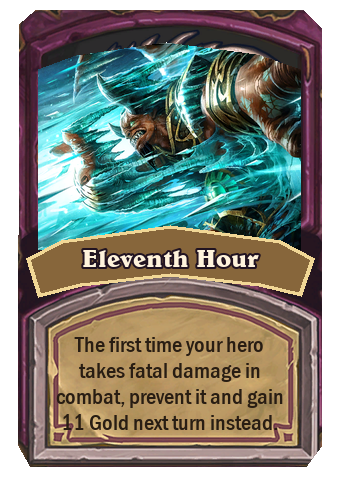 Eleventh Hour
The first time your hero
takes fatal damage in
combat, prevent it and gain
11 Gold next turn instead